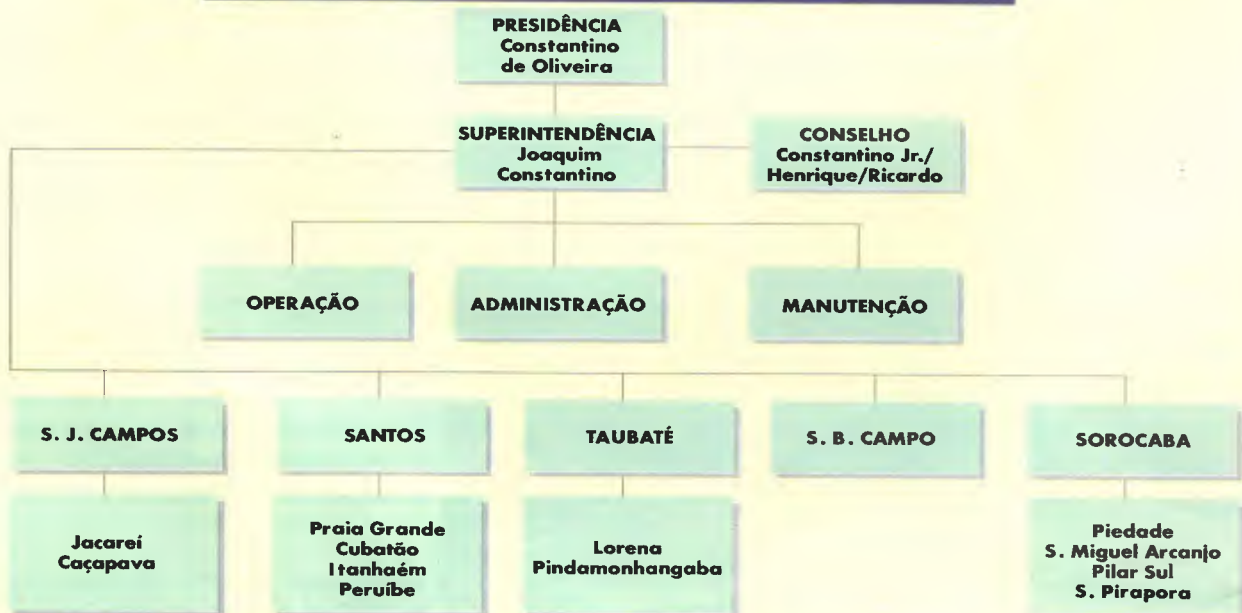 PRESIDÊNCIA
Constantino
de Oliveira
SUPERINTENDÊNCIA
Joaquim
Constantino
CONSELHO
Constantino Jr./
Henrique/Ricardo
OPERAÇÃO
ADMINISTRAÇÃO
MANUTENÇÃO
S. J. CAMPOS
SANTOS
TAUBATÉ
S. B. CAMPO
SOROCABA
Jacareí
Caçapava
Praia Grande
Cubatão
Itanhaém
Peruíbe
Lorena
Pindamonhangaba
Piedade
S. Miguel Arcanjo
Pilar Sul
S. Pirapora